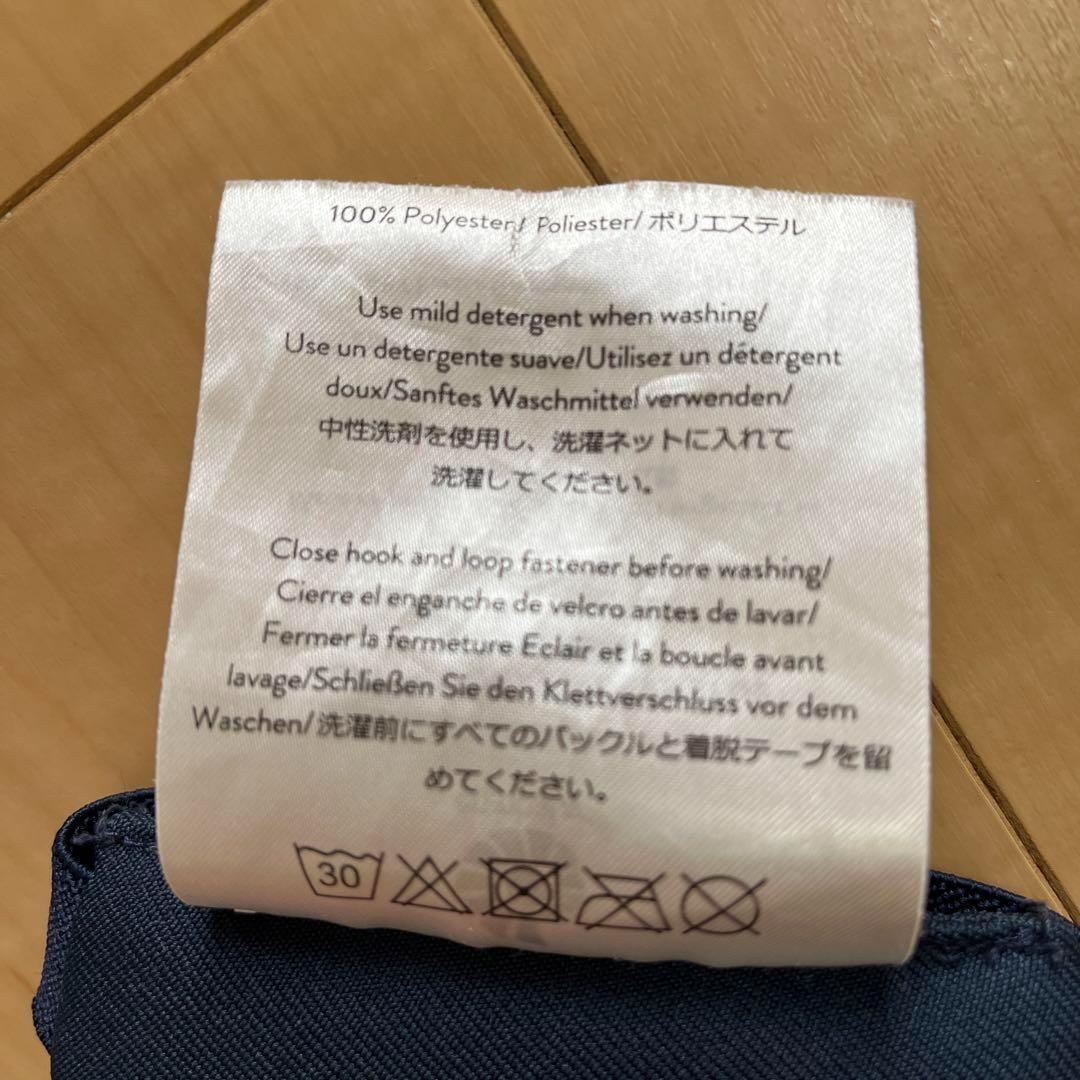 100% Polyester/ Poliester/ ポリエステル
Use mild detergent when washing/
Use un detergente suave/Utilisez un détergent
doux/Sanftes Waschmittel verwenden/
中性洗剤を使用し、洗濯ネットに入れて
洗濯してください。
Close hook and loop fastener before washing/
Cierre el enganche de velcro antes de lavar/
Fermer la fermeture Eclair et la boucle avant
lavage/Schließen Sie den Klettverschluss vor dem
Waschen/洗濯前にすべてのバックルと着脱テープを留
めてください。
30